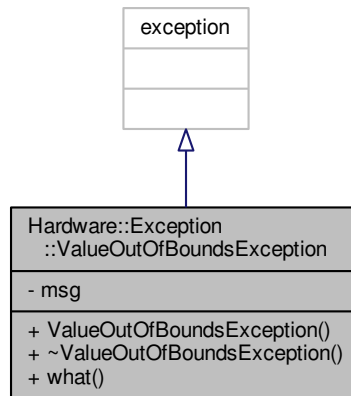 exception
Hardware::Exception
::ValueOutOfBoundsException
- msg
+ ValueOutOfBoundsException()
+ ~ValueOutOfBoundsException()
+ what()